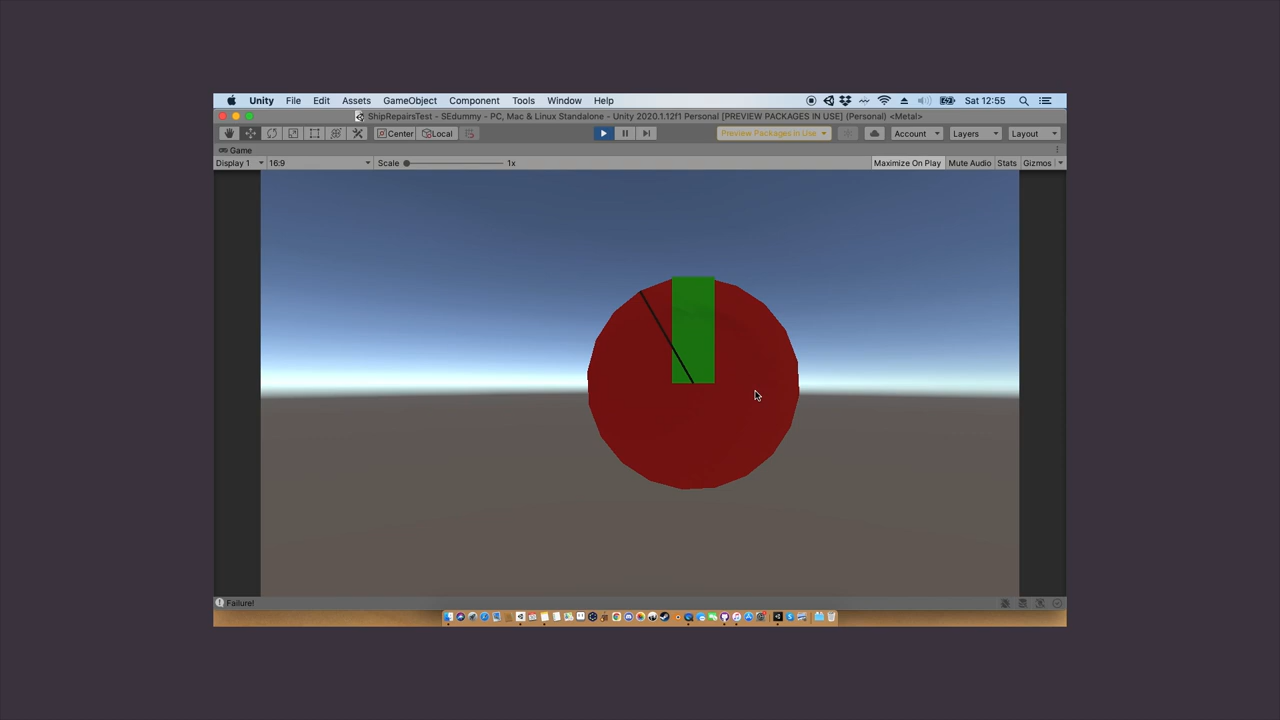 Unity File Edit Assets GameObject Component Tools Window Help Sat 12:55
ShipRepairsTest - SEdummy - PC, Mac & Linux Standalone - Unity 2020.1.12f1 Personal [PREVIEW PACKAGES IN USE] (Personal) <Metal>
Center Local Preview Packages in Use Account Layers Layout
Game
Display 1 16:9 Scale 1x Maximize On Play Mute Audio Stats Gizmos
Failure!